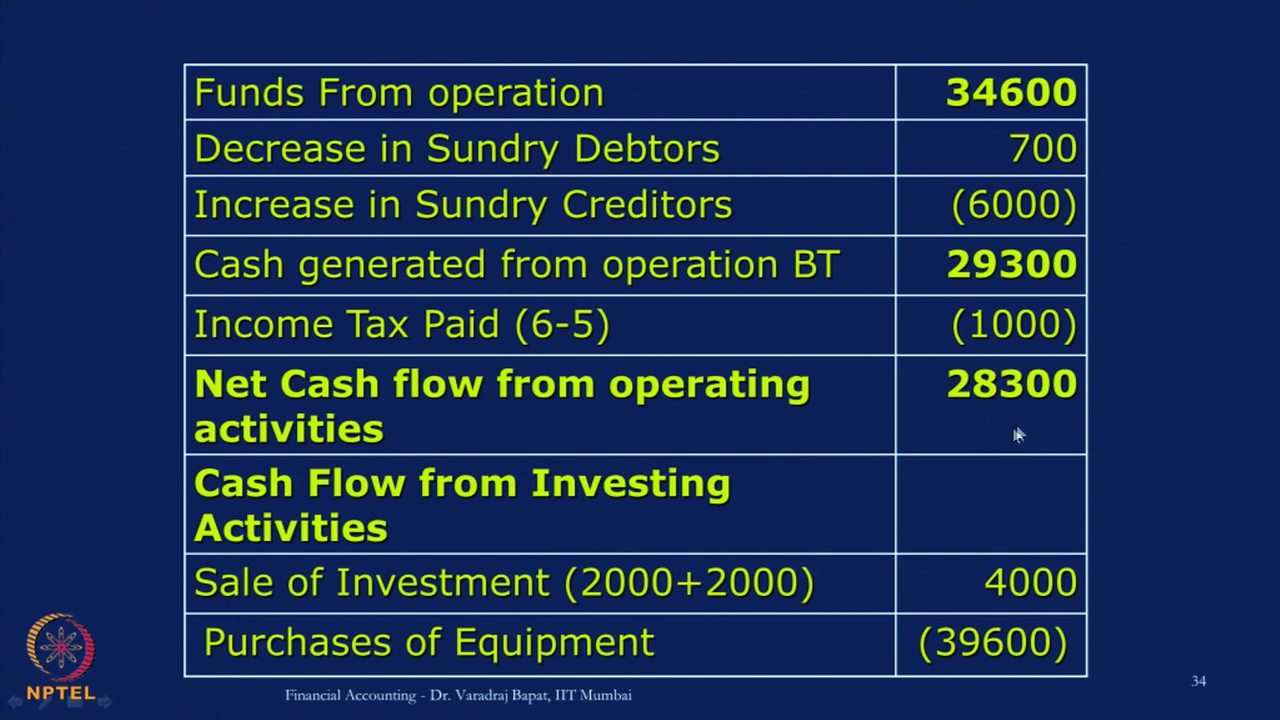 Funds From operation 34600
Decrease in Sundry Debtors 700
Increase in Sundry Creditors (6000)
Cash generated from operation BT 29300
Income Tax Paid (6-5) (1000)
Net Cash flow from operating 28300
activities
Cash Flow from Investing
Activities
Sale of Investment (2000+2000) 4000
Purchases of Equipment (39600)
NPTEL
Financial Accounting - Dr. Varadraj Bapat, IIT Mumbai
34